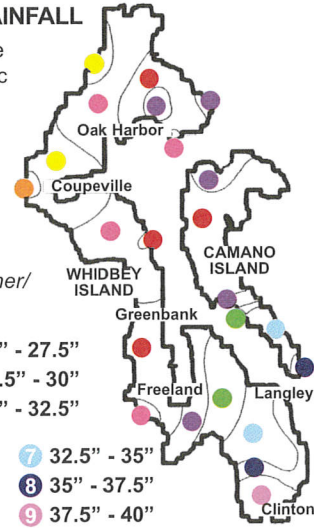 AINFALL
e
c
Oak Harbor
Coupeville
CAMANO
ISLAND
WHIDBEY
ISLAND
ner/
Greenbank
" - 27.5"
.5" - 30"
" - 32.5"
Freeland
Langley
7 32.5" - 35"
8 35" - 37.5"
9 37.5" - 40"
Clinton